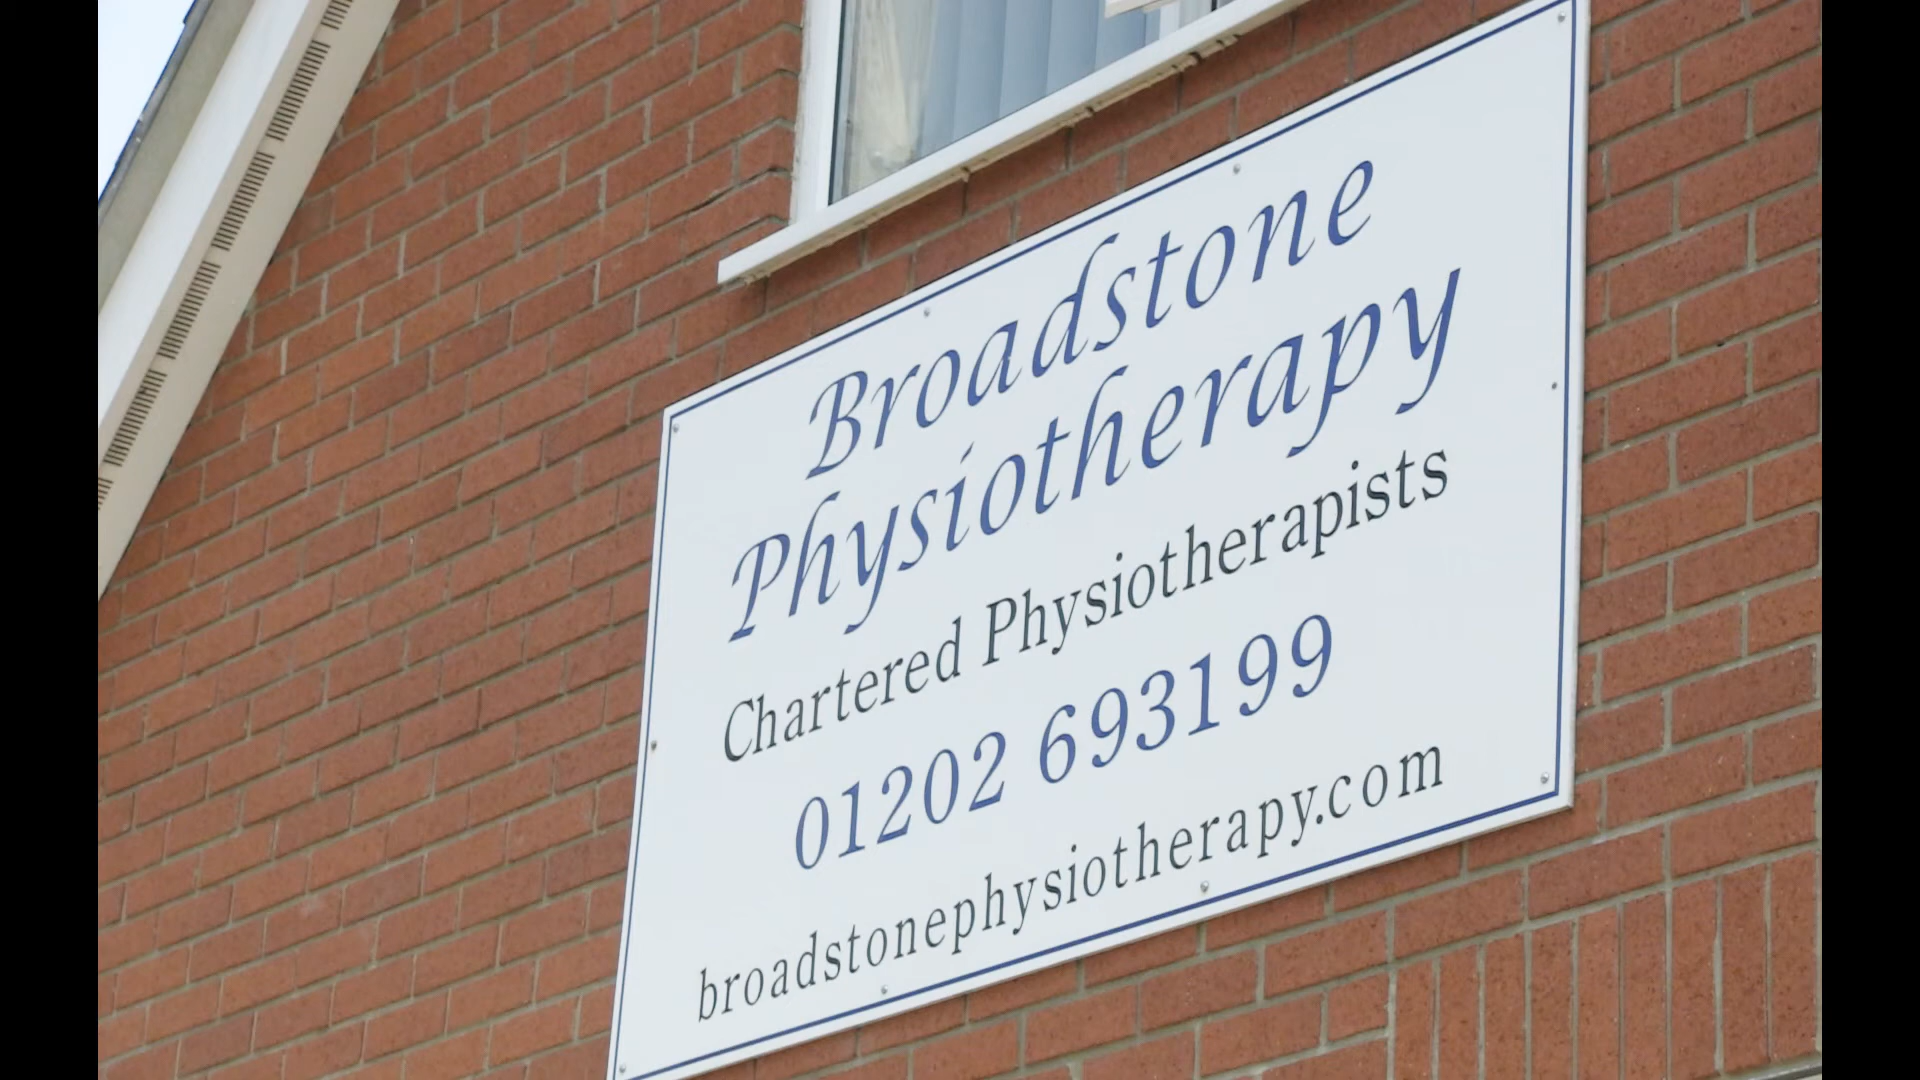 Broadstone
Physiotherapy
Chartered Physiotherapists
01202 693199
broadstonephysiotherapy.com